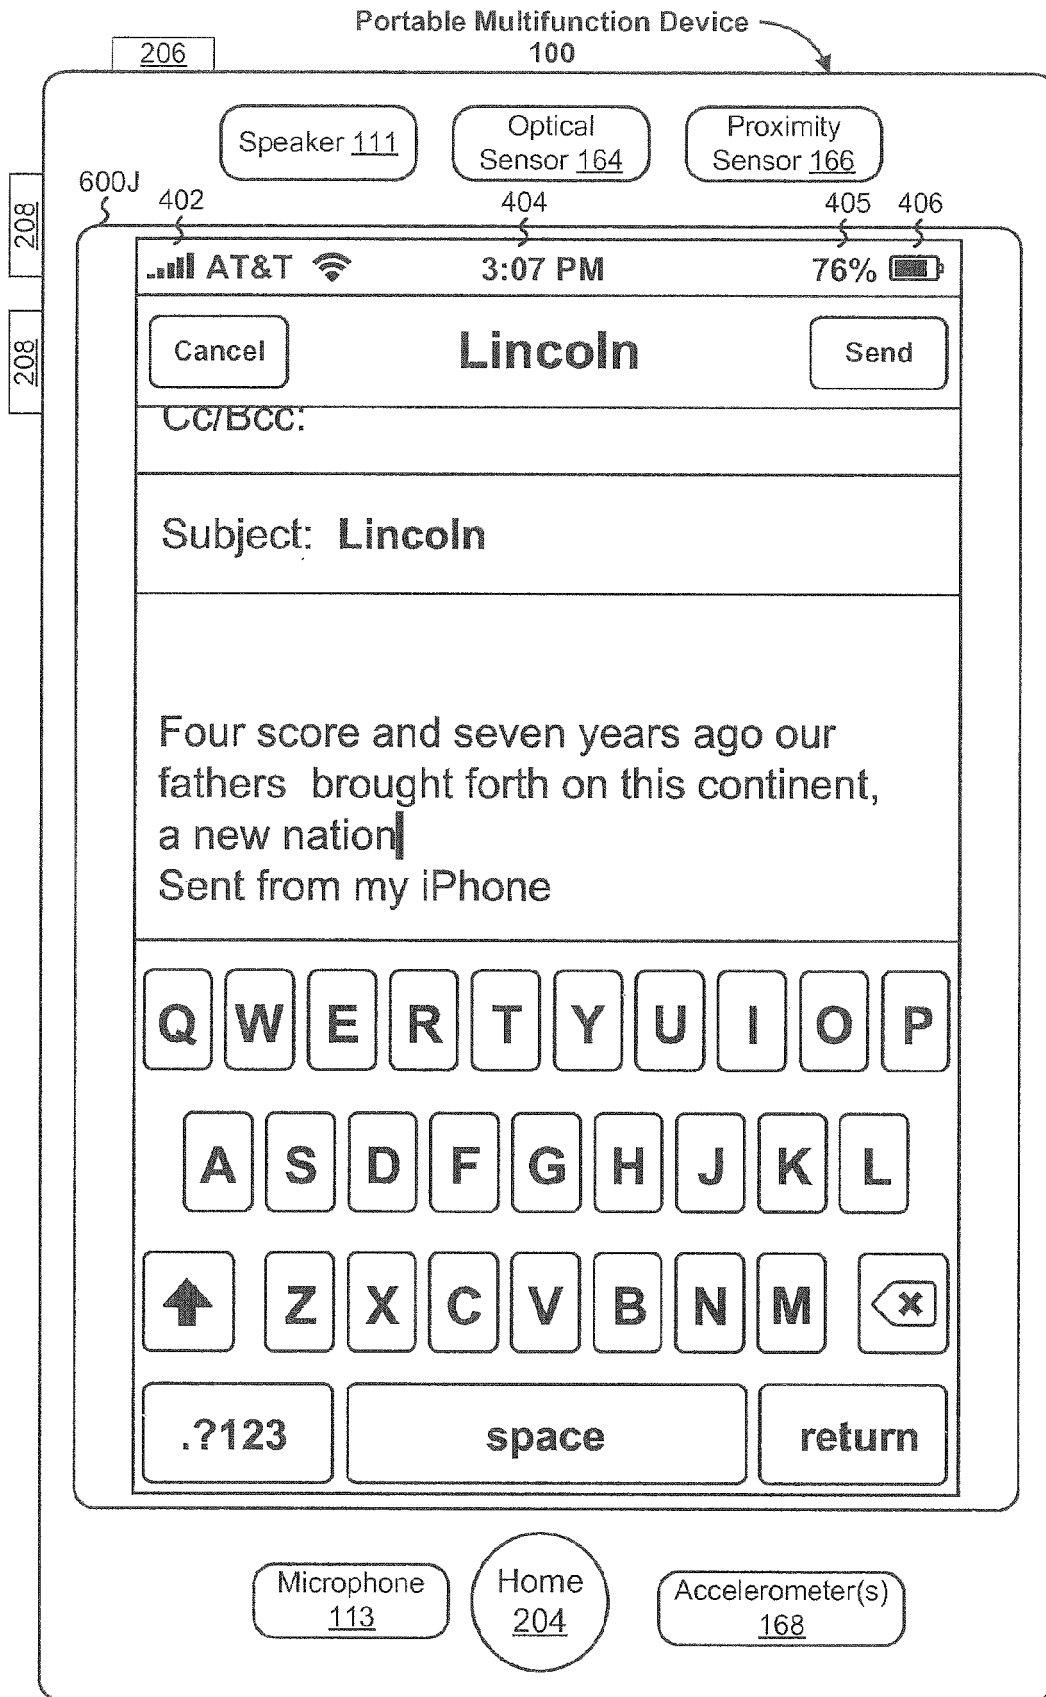 Portable Multifunction Device
100
206
Speaker 111
Optical
Sensor 164
Proximity
Sensor 166
208
208
600J
402
404
405
406
AT&T
3:07 PM
76%
Cancel
Lincoln
Send
Cc/Bcc:
Subject: Lincoln
Four score and seven years ago our
fathers  brought forth on this continent,
a new nation
Sent from my iPhone
Q W E R T Y U I O P
A S D F G H J K L
Z X C V B N M
.?123
space
return
Microphone
113
Home
204
Accelerometer(s)
168